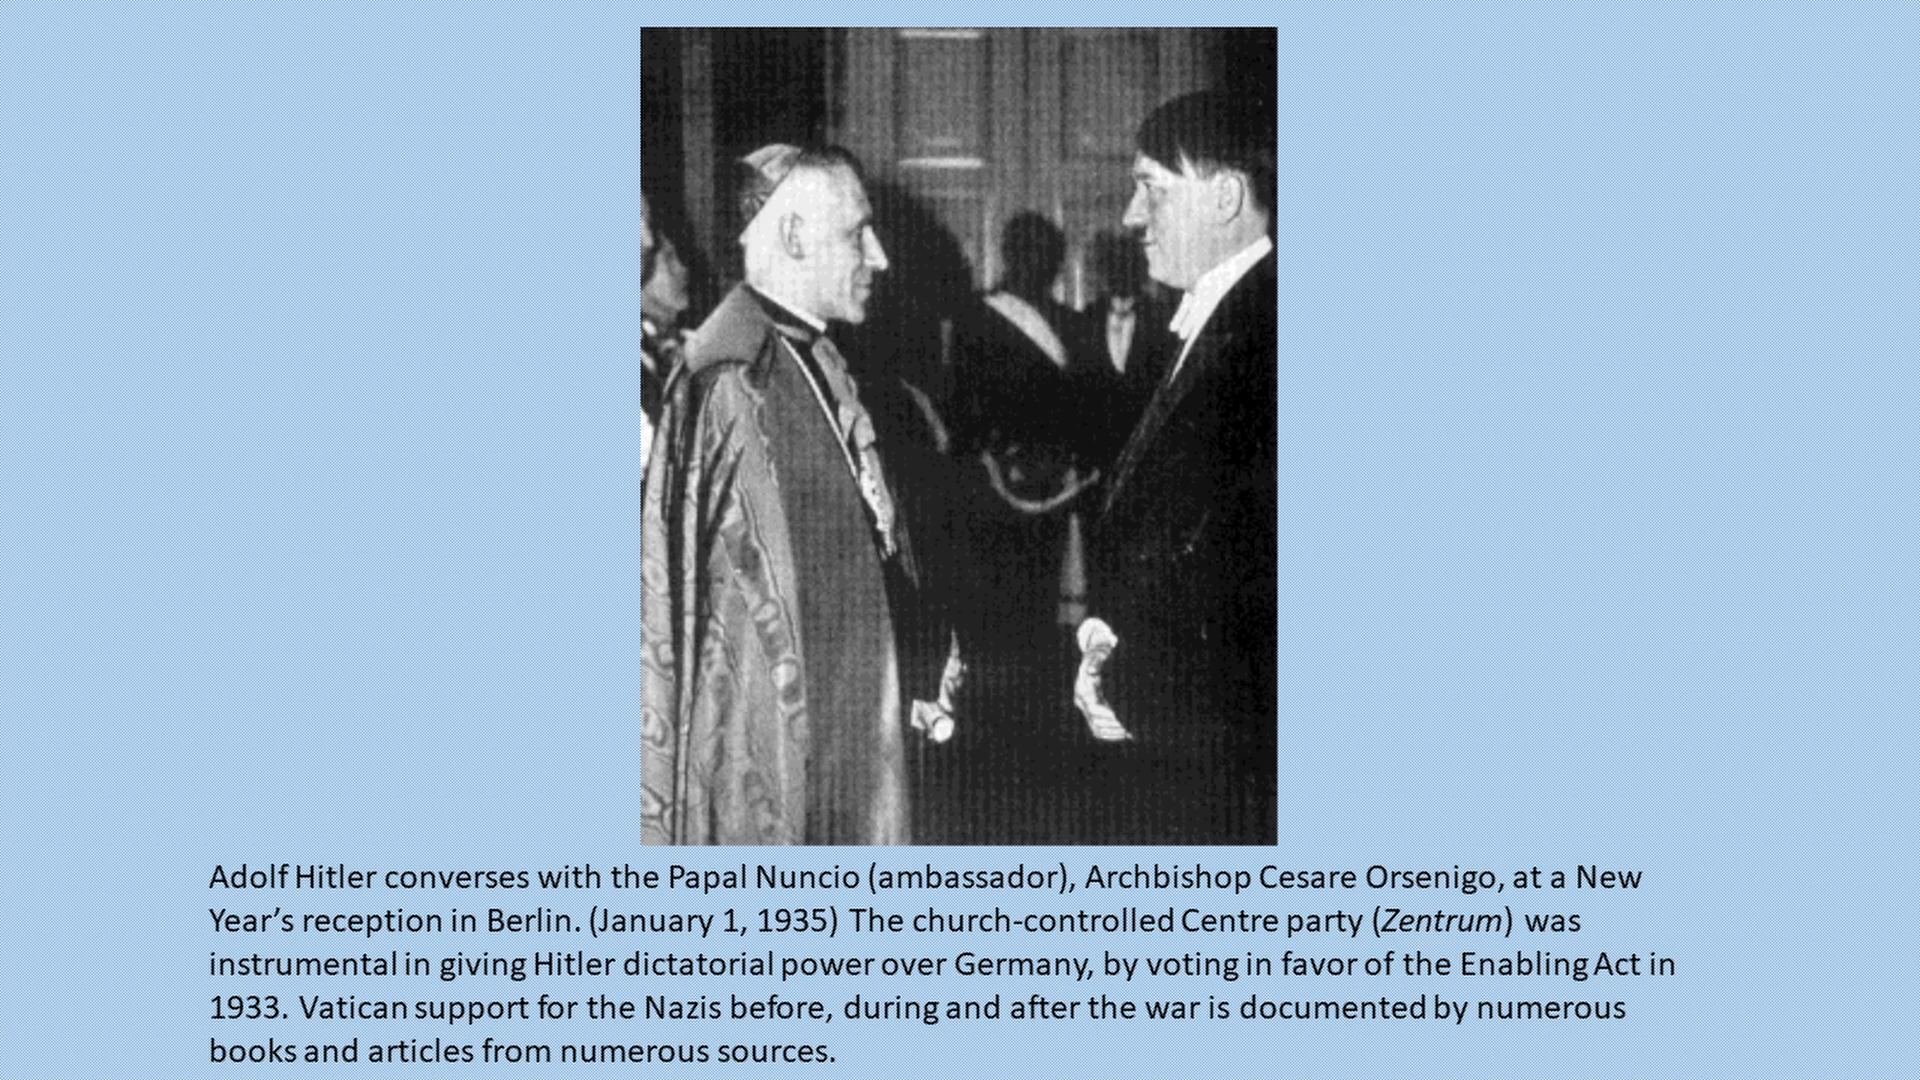 Adolf Hitler converses with the Papal Nuncio (ambassador), Archbishop Cesare Orsenigo, at a New
Year’s reception in Berlin. (January 1, 1935) The church-controlled Centre party (Zentrum) was
instrumental in giving Hitler dictatorial power over Germany, by voting in favor of the Enabling Act in
1933. Vatican support for the Nazis before, during and after the war is documented by numerous
books and articles from numerous sources.